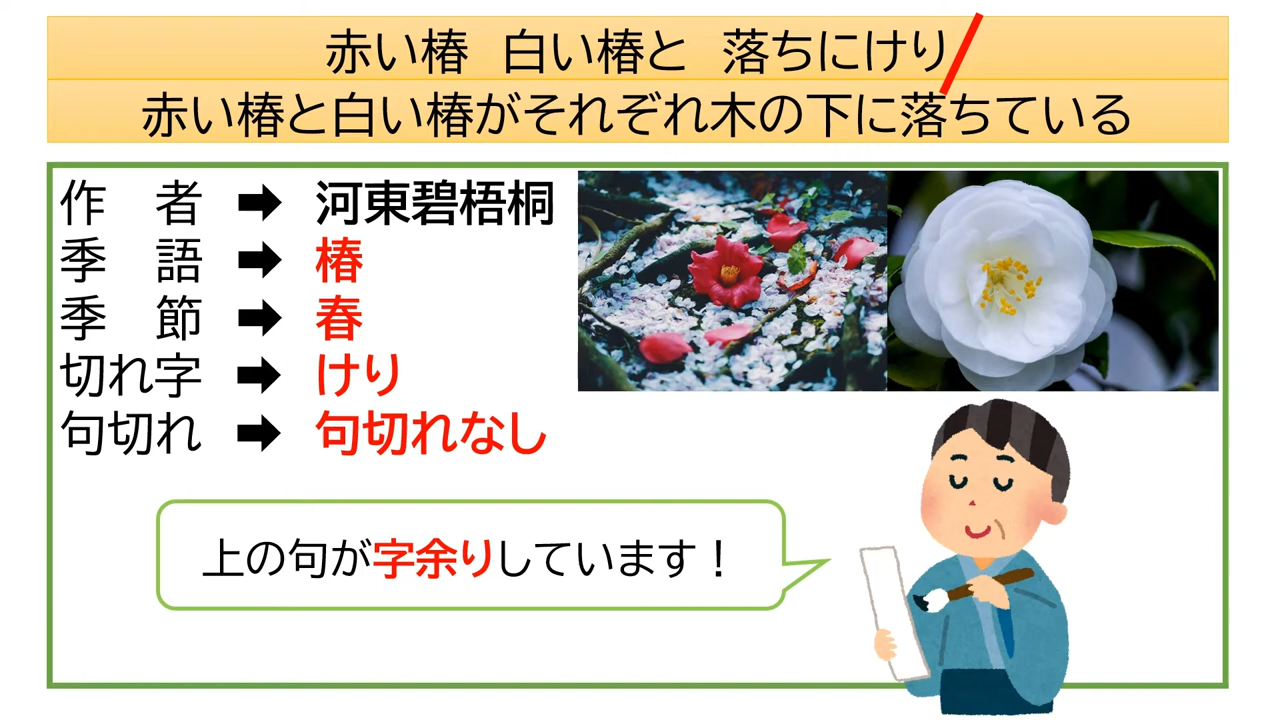 赤い椿　白い椿と　落ちにけり
赤い椿と白い椿がそれぞれ木の下に落ちている
作　者 ➡ 河東碧梧桐
季　語 ➡ 椿
季　節 ➡ 春
切れ字 ➡ けり
句切れ ➡ 句切れなし
上の句が字余りしています！